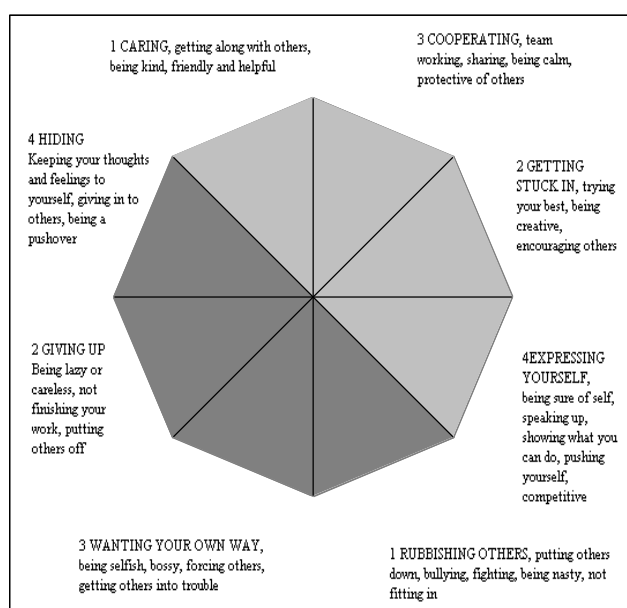 1 CARING, getting along with others,
being kind, friendly and helpful
3 COOPERATING, team
working, sharing, being calm,
protective of others
4 HIDING
Keeping your thoughts
and feelings to
yourself, giving in to
others, being a
pushover
2 GETTING
STUCK IN, trying
your best, being
creative,
encouraging others
2 GIVING UP
Being lazy or
careless, not
finishing your
work, putting
others off
4EXPRESSING
YOURSELF,
being sure of self,
speaking up,
showing what you
can do, pushing
yourself,
competitive
3 WANTING YOUR OWN WAY,
being selfish, bossy, forcing others,
getting others into trouble
1 RUBBISHING OTHERS, putting others
down, bullying, fighting, being nasty, not
fitting in